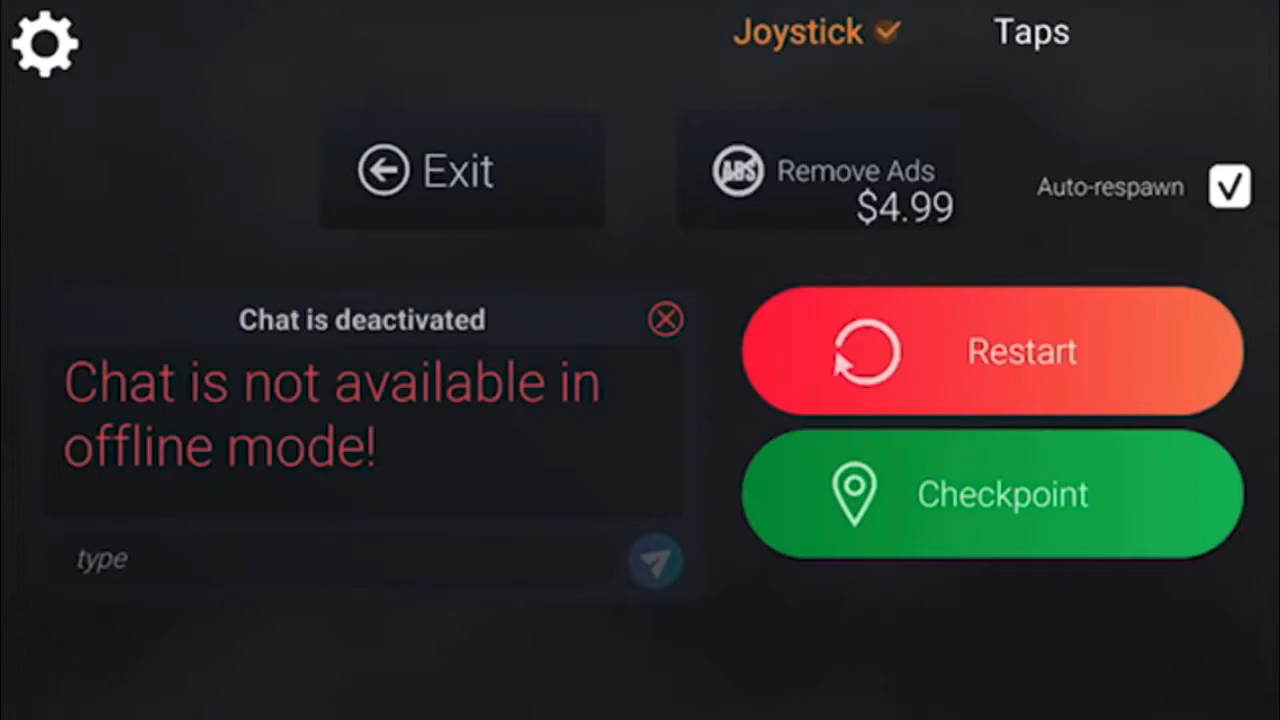 Joystick
Taps
Exit
ADS
Remove Ads
$4.99
Auto-respawn
Chat is deactivated
Chat is not available in
offline mode!
type
Restart
Checkpoint